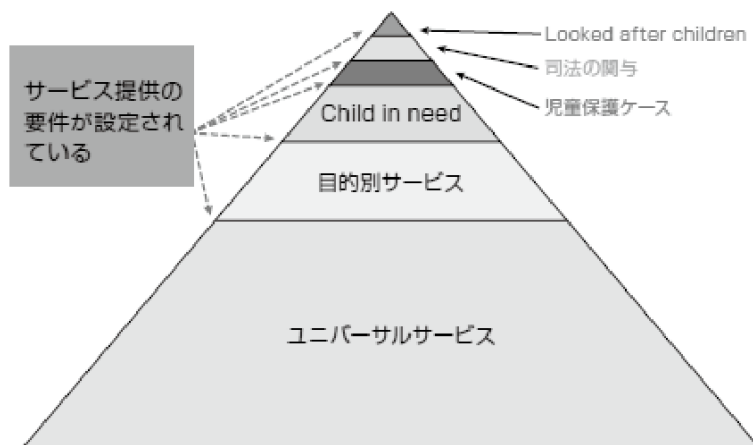 サービス提供の
要件が設定され
ている
Looked after children
司法の関与
児童保護ケース
Child in need
目的別サービス
ユニバーサルサービス